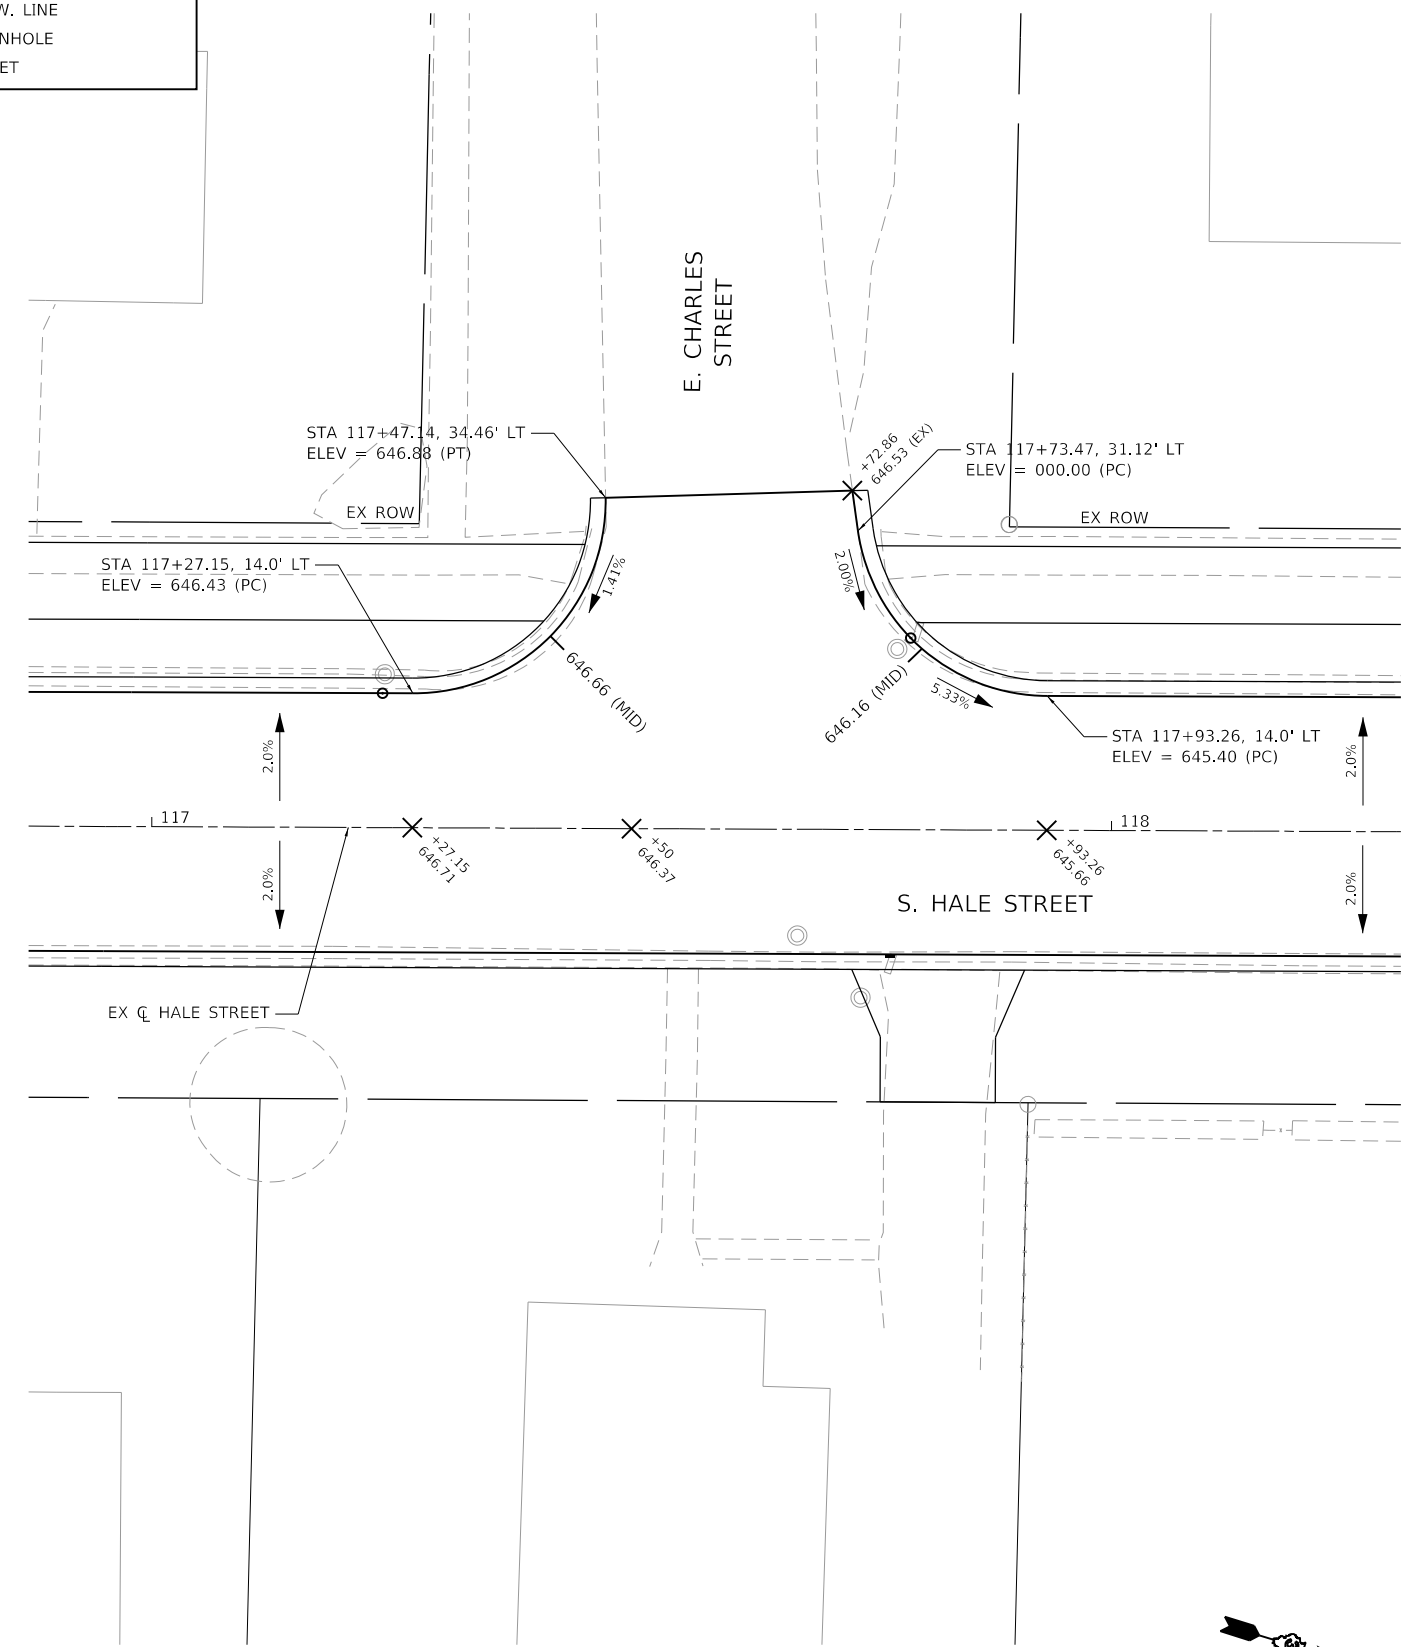 W. LINE
NHOLE
ET
E. CHARLES
STREET
STA 117+47.14, 34.46' LT
ELEV = 646.88 (PT)
+72.86
646.53 (EX)
STA 117+73.47, 31.12' LT
ELEV = 000.00 (PC)
EX ROW
EX ROW
STA 117+27.15, 14.0' LT
ELEV = 646.43 (PC)
1.41%
2.00%
646.66 (MID)
646.16 (MID)
5.33%
STA 117+93.26, 14.0' LT
ELEV = 645.40 (PC)
2.0%
2.0%
117
118
+27.15
646.71
+50
646.37
+93.26
645.66
2.0%
2.0%
S. HALE STREET
EX ℄ HALE STREET